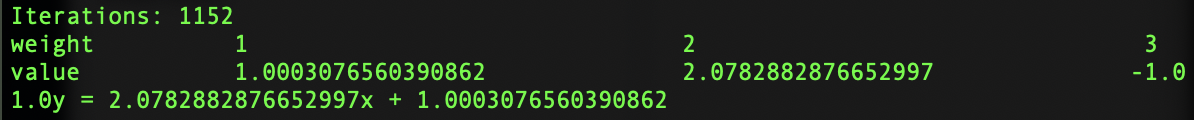 Iterations: 1152
weight 1 2 3
value 1.0003076560390862 2.0782882876652997 -1.0
1.0y = 2.0782882876652997x + 1.0003076560390862